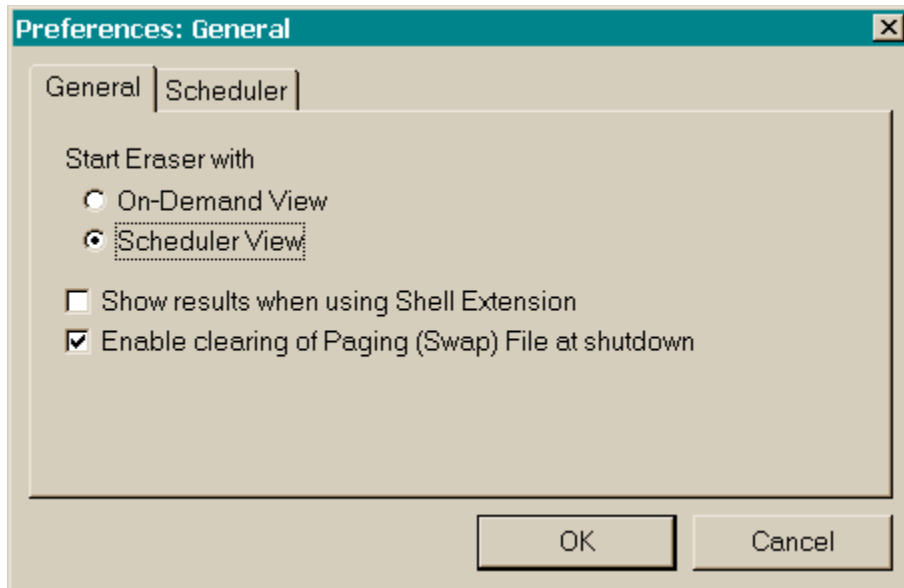 Preferences: General
General
Scheduler
Start Eraser with
On-Demand View
Scheduler View
Show results when using Shell Extension
Enable clearing of Paging (Swap) File at shutdown
OK
Cancel